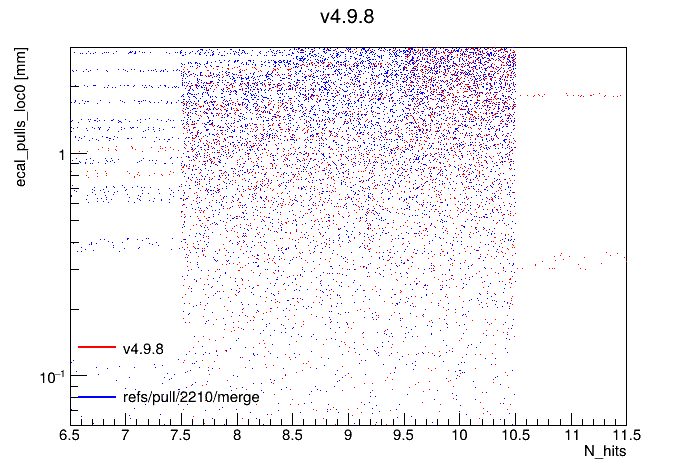 v4.9.8
ecal_pulls_loc0 [mm]
1
10⁻¹
v4.9.8
refs/pull/2210/merge
6.5 7 7.5 8 8.5 9 9.5 10 10.5 11 11.5
N_hits